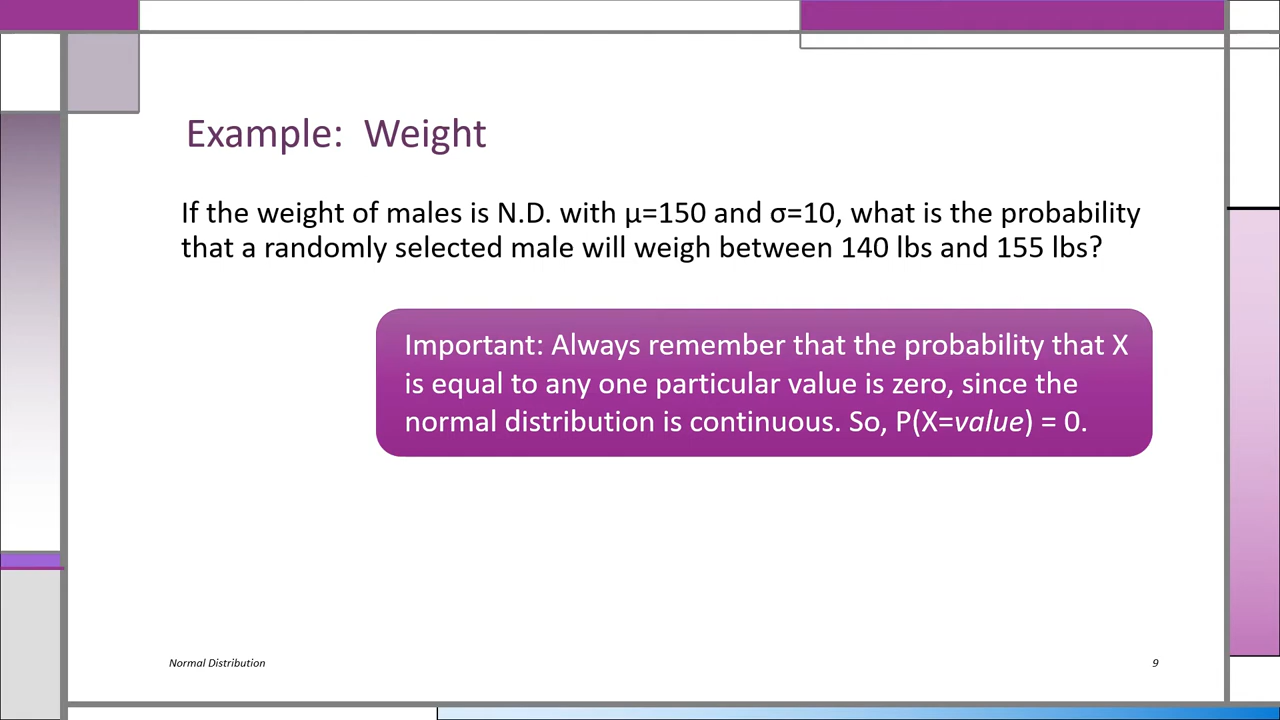 Example:  Weight
If the weight of males is N.D. with μ=150 and σ=10, what is the probability
that a randomly selected male will weigh between 140 lbs and 155 lbs?
Important: Always remember that the probability that X
is equal to any one particular value is zero, since the
normal distribution is continuous. So, P(X=value) = 0.
Normal Distribution
9